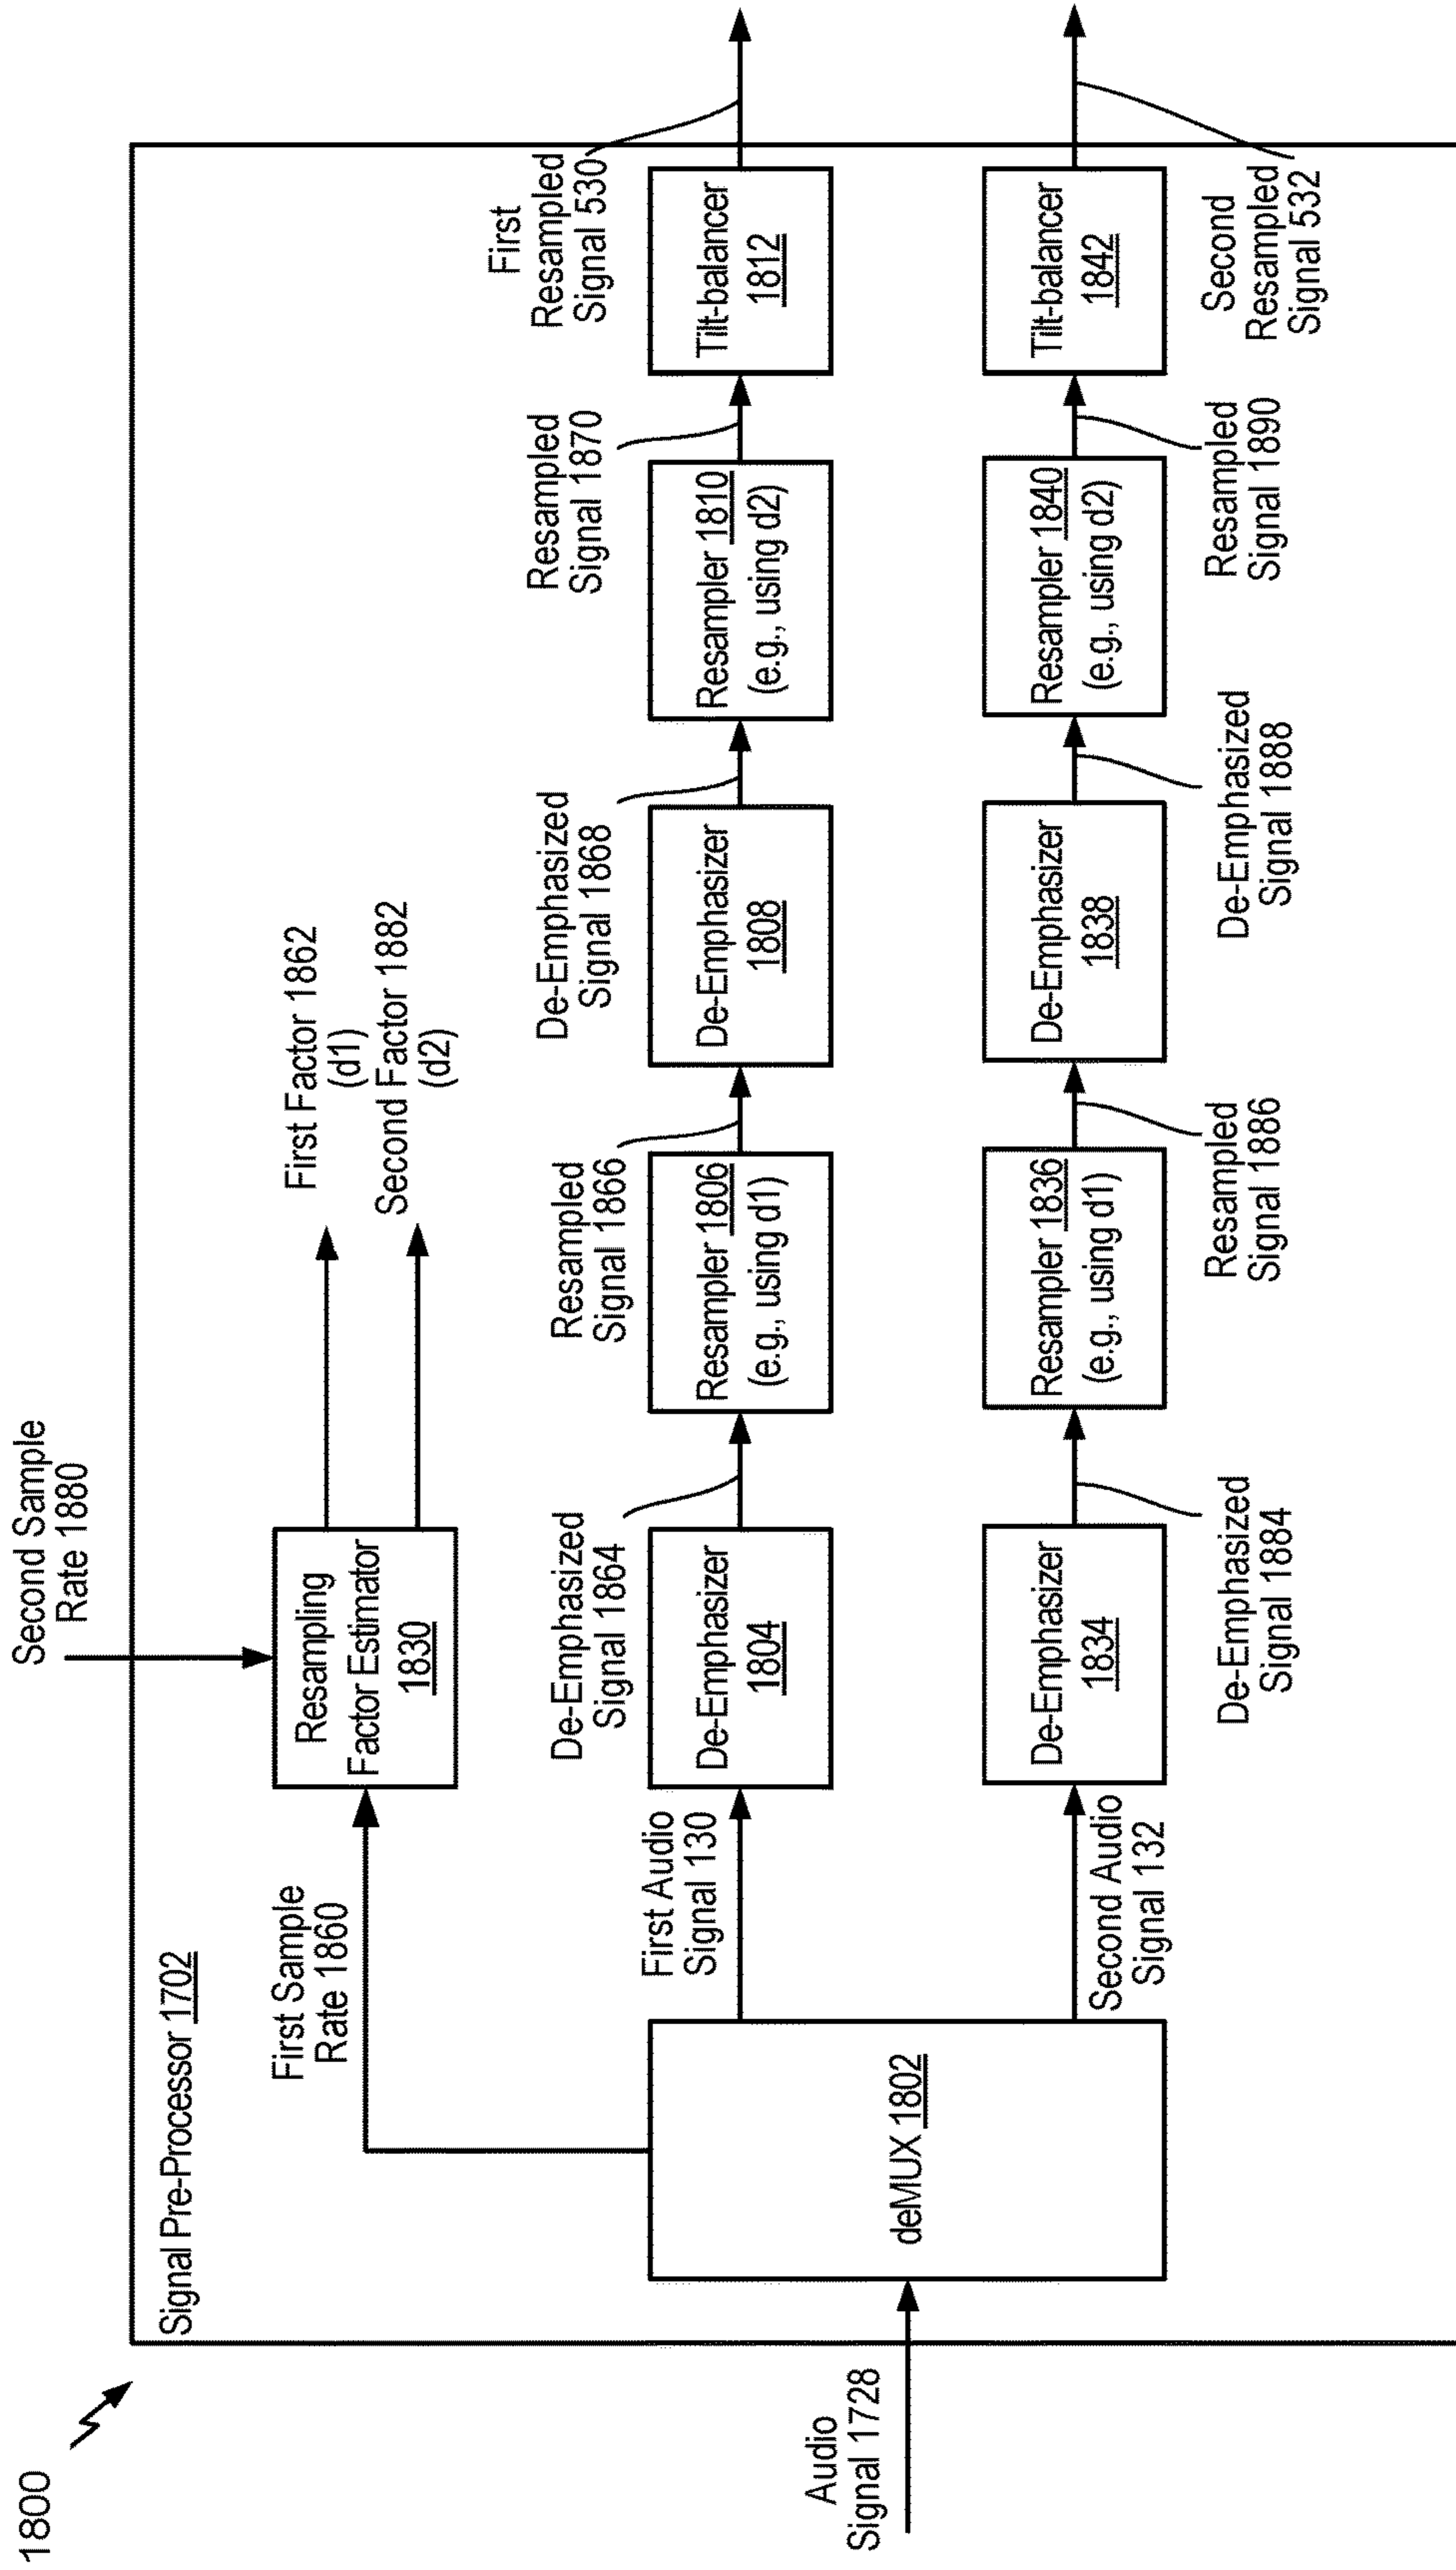 1800
Signal Pre-Processor 1702
Second Sample
Rate 1880
First Sample
Rate 1860
Resampling
Factor Estimator
1830
First Factor 1862
(d1)
Second Factor 1882
(d2)
Audio
Signal 1728
deMUX 1802
First Audio
Signal 130
De-Emphasizer
1804
De-Emphasized
Signal 1864
Resampler 1806
(e.g., using d1)
Resampled
Signal 1866
De-Emphasizer
1808
De-Emphasized
Signal 1868
Resampler 1810
(e.g., using d2)
Resampled
Signal 1870
Tilt-balancer
1812
First
Resampled
Signal 530
Second Audio
Signal 132
De-Emphasizer
1834
De-Emphasized
Signal 1884
Resampler 1836
(e.g., using d1)
Resampled
Signal 1886
De-Emphasizer
1838
De-Emphasized
Signal 1888
Resampler 1840
(e.g., using d2)
Resampled
Signal 1890
Tilt-balancer
1842
Second
Resampled
Signal 532